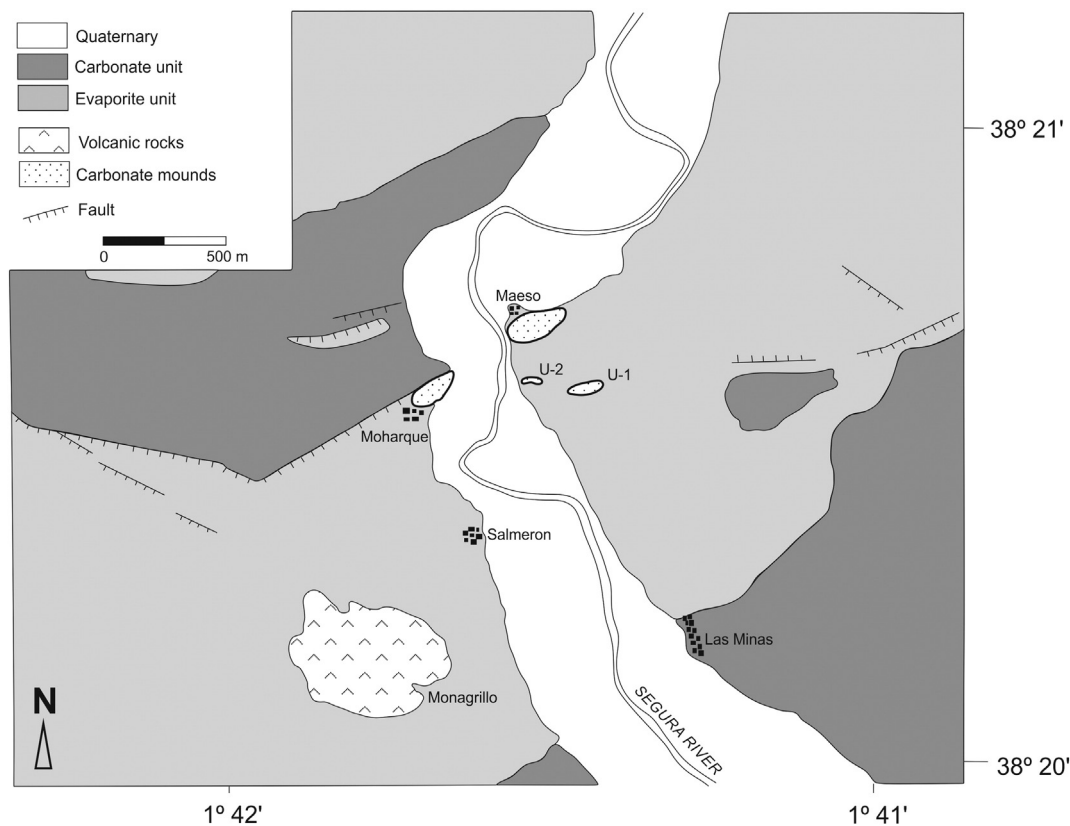 Quaternary
Carbonate unit
Evaporite unit
Volcanic rocks
Carbonate mounds
Fault
0 500 m
38º 21'
Maeso
U-2
U-1
Moharque
Salmeron
Las Minas
Monagrillo
SEGURA RIVER
N
38º 20'
1º 42'
1º 41'